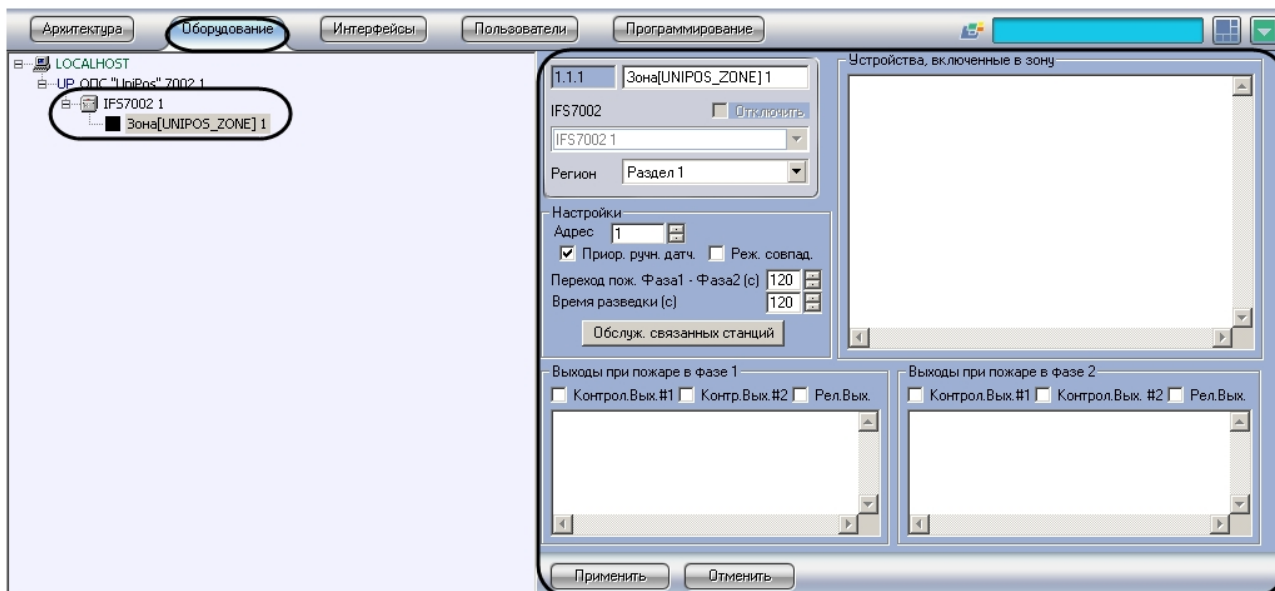 Архитектура Оборудование Интерфейсы Пользователи Программирование
LOCALHOST
UP ОПС "UniPos" 7002 1
IFS7002 1
Зона[UNIPOS_ZONE] 1
1.1.1 Зона[UNIPOS_ZONE] 1
IFS7002 Отключить
IFS7002 1
Регион Раздел 1
Устройства, включенные в зону
Настройки
Адрес 1
Приор. ручн. датч. Реж. совпад.
Переход пож. Фаза1 - Фаза2 (с) 120
Время разведки (с) 120
Обслуж. связанных станций
Выходы при пожаре в фазе 1
Контрол.Вых.#1 Контр.Вых.#2 Рел.Вых.
Выходы при пожаре в фазе 2
Контрол.Вых.#1 Контрол.Вых. #2 Рел.Вых.
Применить Отменить